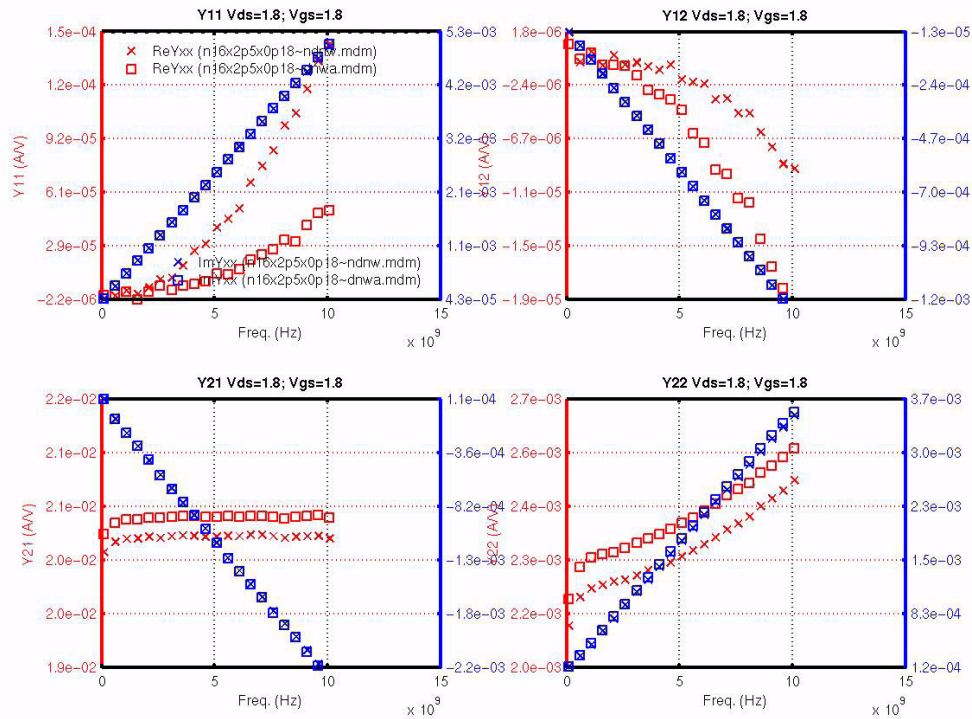 Y11 Vds=1.8; Vgs=1.8
1.5e-04
1.2e-04
9.2e-05
6.1e-05
2.9e-05
-2.2e-06
5.3e-03
4.2e-03
3.2e-03
2.1e-03
1.1e-03
4.3e-05
Y11 (A/V)
ReYxx (n16x2p5x0p18~ndnw.mdm)
ReYxx (n16x2p5x0p18~dnwa.mdm)
ImYxx (n16x2p5x0p18~ndnw.mdm)
ImYxx (n16x2p5x0p18~dnwa.mdm)
0 5 10 15
Freq. (Hz)
x 10^9
Y12 Vds=1.8; Vgs=1.8
1.8e-06
-2.4e-06
-6.7e-06
-1.1e-05
-1.5e-05
-1.9e-05
-1.3e-05
-2.4e-04
-4.7e-04
-7.0e-04
-9.3e-04
-1.2e-03
Y12 (A/V)
0 5 10 15
Freq. (Hz)
x 10^9
Y21 Vds=1.8; Vgs=1.8
2.2e-02
2.1e-02
2.1e-02
2.0e-02
2.0e-02
1.9e-02
1.1e-04
-3.6e-04
-8.2e-04
-1.3e-03
-1.8e-03
-2.2e-03
Y21 (A/V)
0 5 10 15
Freq. (Hz)
x 10^9
Y22 Vds=1.8; Vgs=1.8
2.7e-03
2.6e-03
2.4e-03
2.3e-03
2.2e-03
2.0e-03
3.7e-03
3.0e-03
2.3e-03
1.5e-03
8.3e-04
1.2e-04
Y22 (A/V)
0 5 10 15
Freq. (Hz)
x 10^9